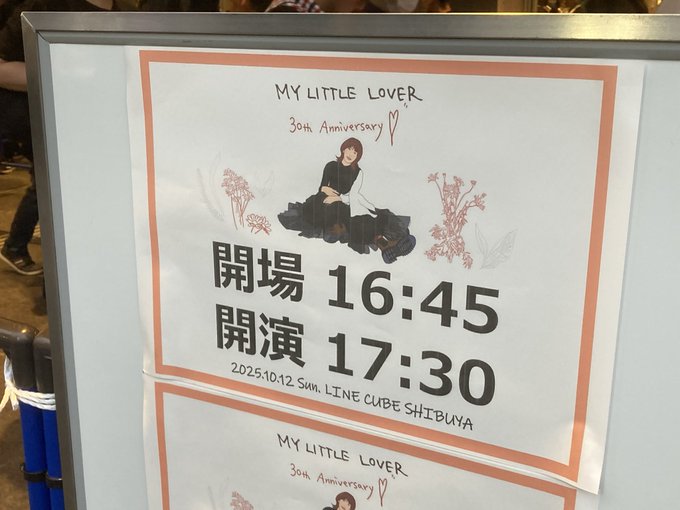 MY LITTLE LOVER
30th Anniversary
開場 16:45
開演 17:30
2025.10.12 Sun. LINE CUBE SHIBUYA
MY LITTLE LOVER
30th Anniversary